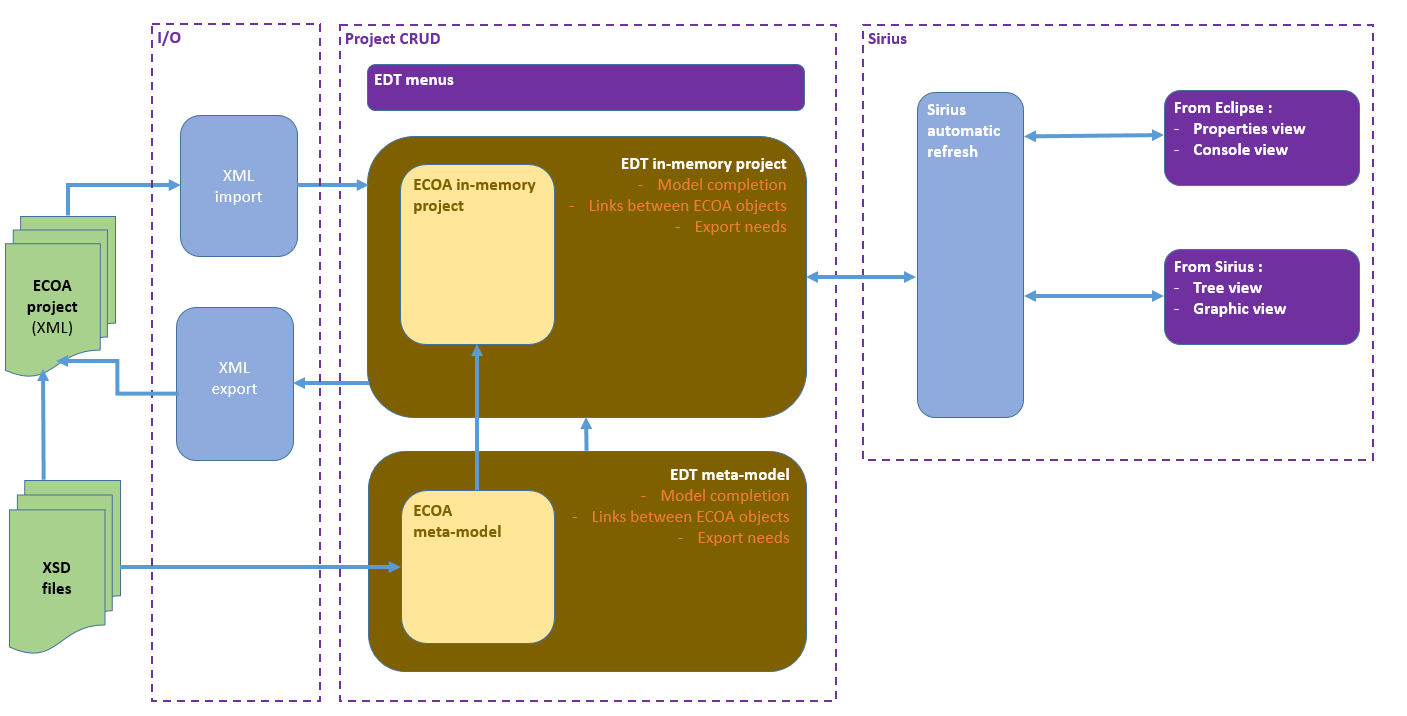 I/O
Project CRUD
Sirius
EDT menus
XML
import
ECOA
project
(XML)
XML
export
XSD
files
EDT in-memory project
- Model completion
- Links between ECOA objects
- Export needs
ECOA in-memory
project
EDT meta-model
- Model completion
- Links between ECOA objects
- Export needs
ECOA
meta-model
Sirius
automatic
refresh
From Eclipse :
- Properties view
- Console view
From Sirius :
- Tree view
- Graphic view